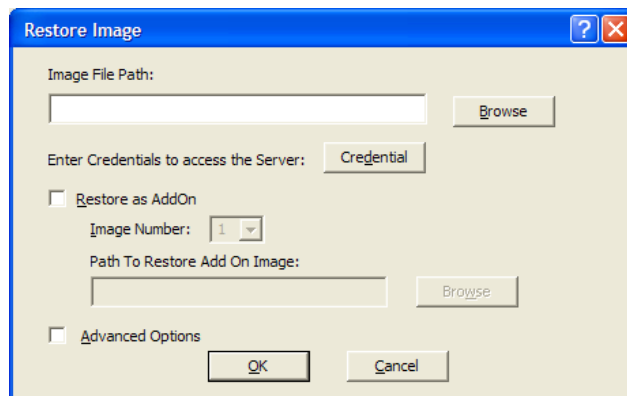 Restore Image
Image File Path:
Browse
Enter Credentials to access the Server: Credential
Restore as AddOn
Image Number: 1
Path To Restore Add On Image:
Browse
Advanced Options
OK Cancel